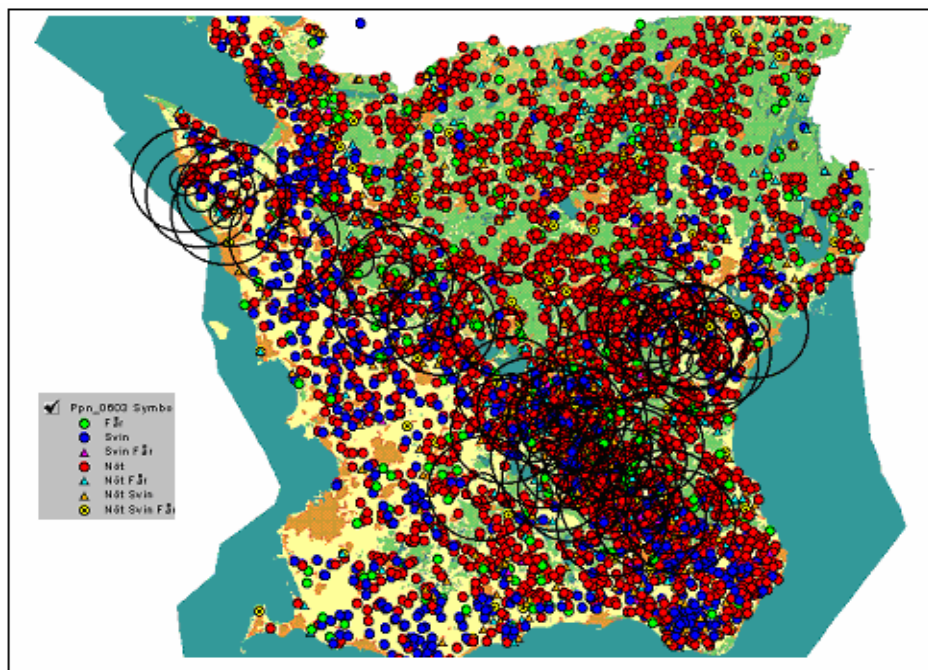 Ppn_0603 Symbo
Får
Svin
Svin Får
Nöt
Nöt Får
Nöt Svin
Nöt Svin Får